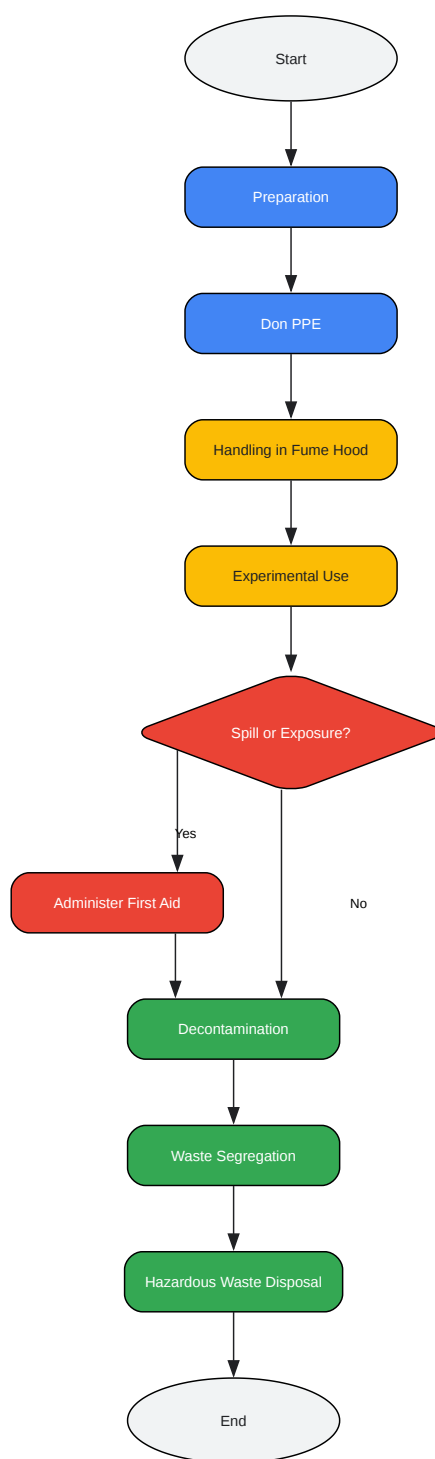 Start
Preparation
Don PPE
Handling in Fume Hood
Experimental Use
Spill or Exposure?
Yes
Administer First Aid
No
Decontamination
Waste Segregation
Hazardous Waste Disposal
End